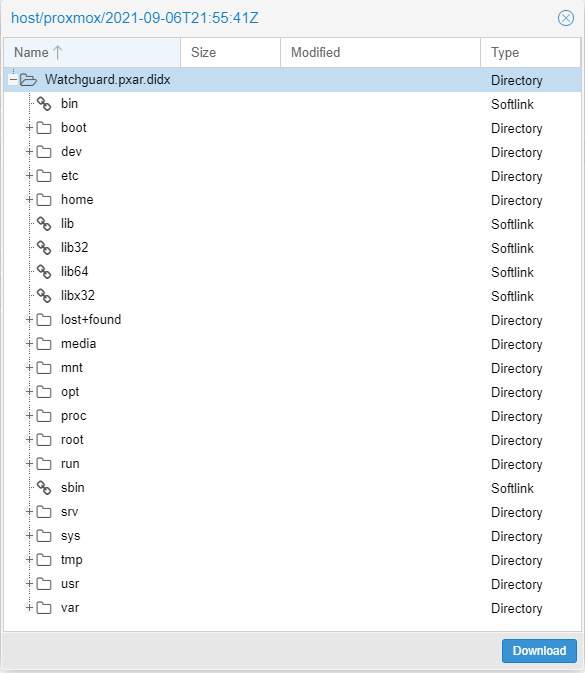 host/proxmox/2021-09-06T21:55:41Z
Name Size Modified Type
Watchguard.pxar.didx Directory
bin Softlink
boot Directory
dev Directory
etc Directory
home Directory
lib Softlink
lib32 Softlink
lib64 Softlink
libx32 Softlink
lost+found Directory
media Directory
mnt Directory
opt Directory
proc Directory
root Directory
run Directory
sbin Softlink
srv Directory
sys Directory
tmp Directory
usr Directory
var Directory
Download